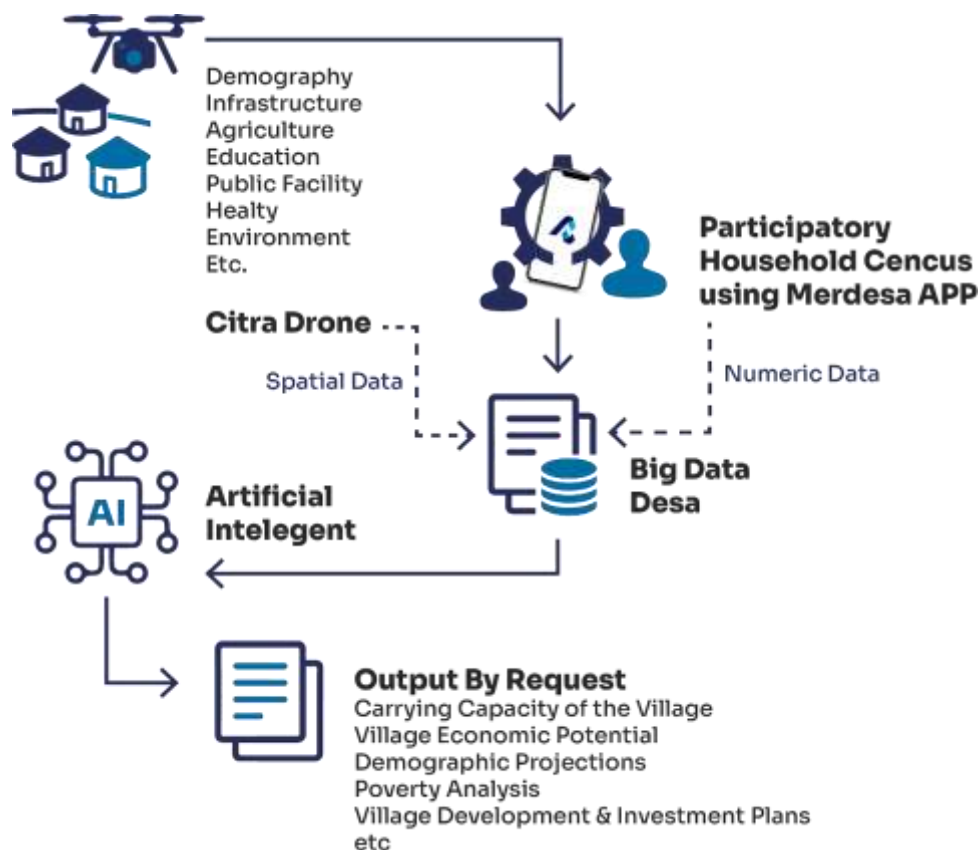 Demography
Infrastructure
Agriculture
Education
Public Facility
Healty
Environment
Etc.
Citra Drone
Spatial Data
Participatory
Household Cencus
using Merdesa APP
Numeric Data
Big Data
Desa
AI
Artificial
Intelegent
Output By Request
Carrying Capacity of the Village
Village Economic Potential
Demographic Projections
Poverty Analysis
Village Development & Investment Plans
etc